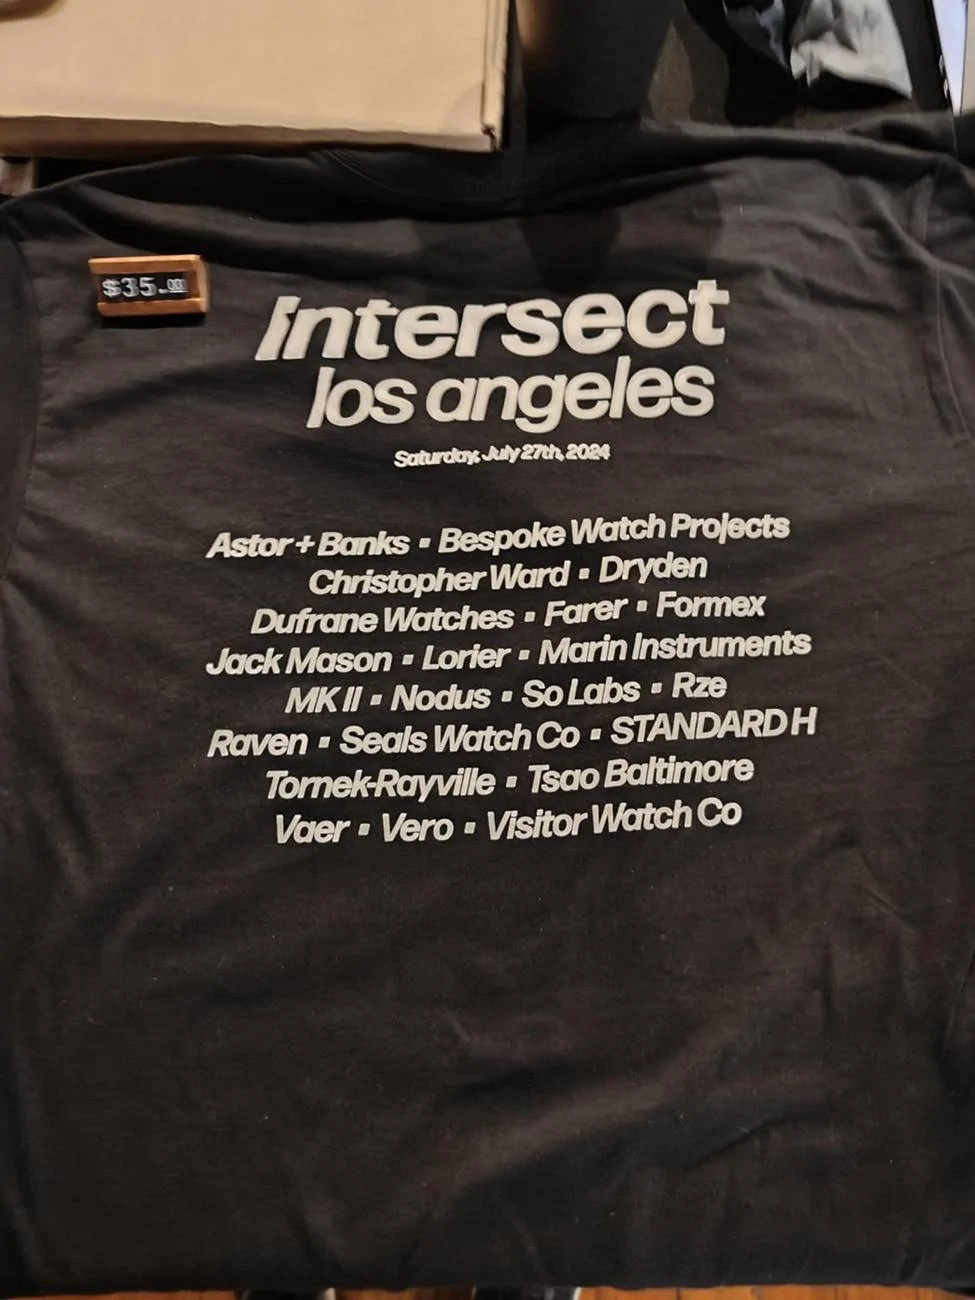 $35.00
intersect
los angeles
Saturday, July 27th, 2024
Astor + Banks ▪ Bespoke Watch Projects
Christopher Ward ▪ Dryden
Dufrane Watches ▪ Farer ▪ Formex
Jack Mason ▪ Lorier ▪ Marin Instruments
MK II ▪ Nodus ▪ So Labs ▪ Rze
Raven ▪ Seals Watch Co ▪ STANDARD H
Tornek-Rayville ▪ Tsao Baltimore
Vaer ▪ Vero ▪ Visitor Watch Co